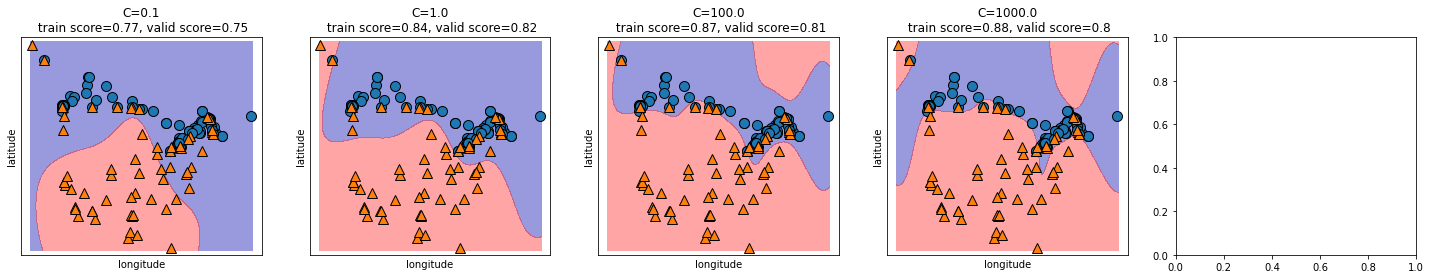 C=0.1
train score=0.77, valid score=0.75
latitude
longitude
C=1.0
train score=0.84, valid score=0.82
latitude
longitude
C=100.0
train score=0.87, valid score=0.81
latitude
longitude
C=1000.0
train score=0.88, valid score=0.8
latitude
longitude
1.0
0.8
0.6
0.4
0.2
0.0
0.0 0.2 0.4 0.6 0.8 1.0